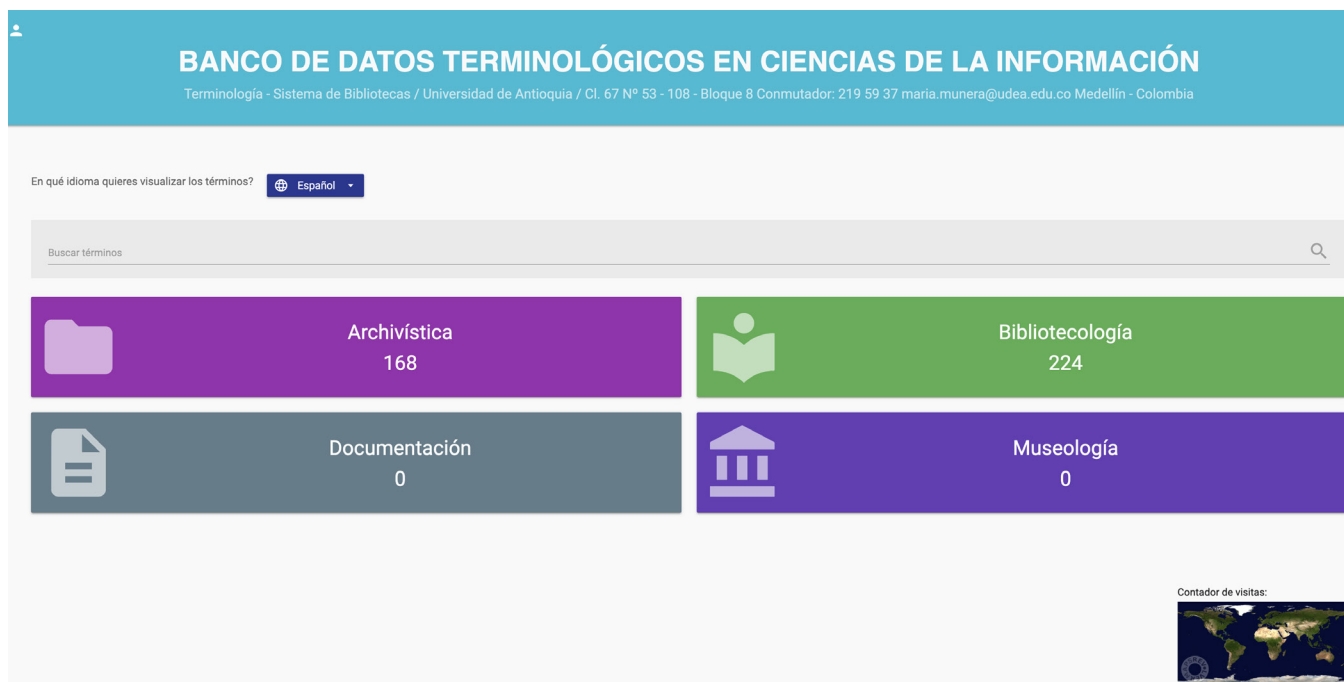 BANCO DE DATOS TERMINOLÓGICOS EN CIENCIAS DE LA INFORMACIÓN
Terminología - Sistema de Bibliotecas / Universidad de Antioquia / Cl. 67 Nº 53 - 108 - Bloque 8 Conmutador: 219 59 37 maria.munera@udea.edu.co Medellín - Colombia
En qué idioma quieres visualizar los términos?
Español
Buscar términos
Archivística
168
Bibliotecología
224
Documentación
0
Museología
0
Contador de visitas: